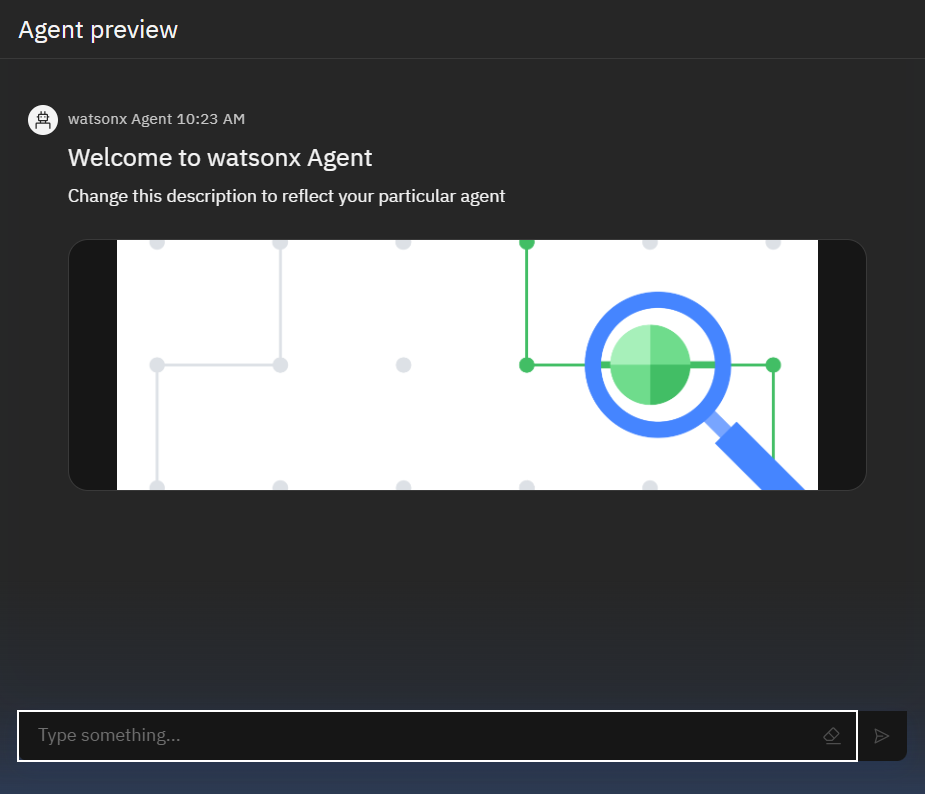 Agent preview
watsonx Agent 10:23 AM
Welcome to watsonx Agent
Change this description to reflect your particular agent
Type something...